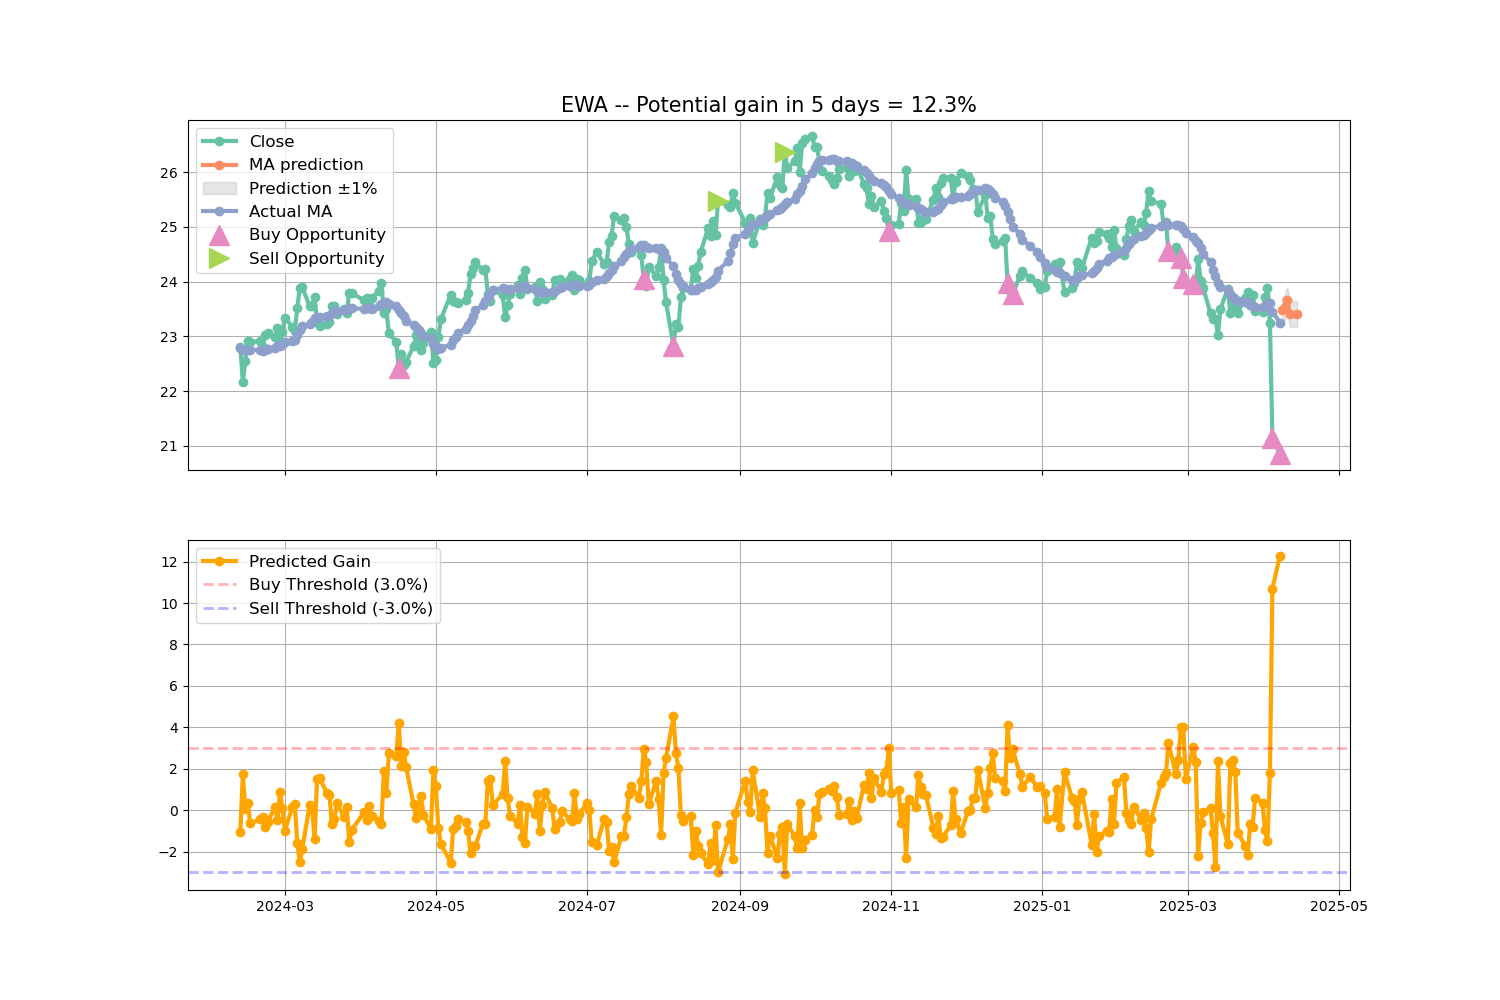 EWA -- Potential gain in 5 days = 12.3%
Close
MA prediction
Prediction ±1%
Actual MA
Buy Opportunity
Sell Opportunity
26
25
24
23
22
21
Predicted Gain
Buy Threshold (3.0%)
Sell Threshold (-3.0%)
12
10
8
6
4
2
0
−2
2024-03 2024-05 2024-07 2024-09 2024-11 2025-01 2025-03 2025-05